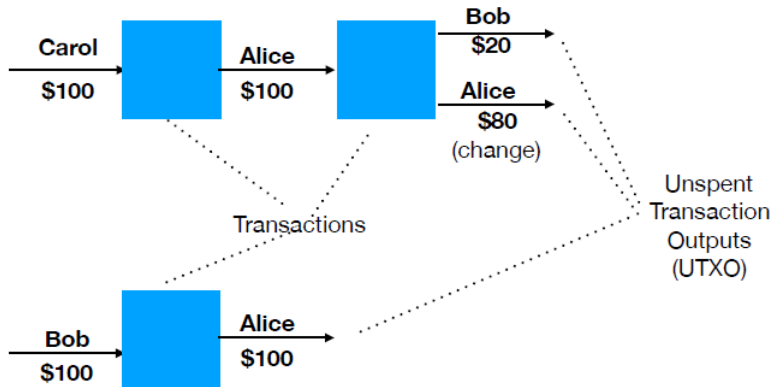 Carol
$100
Alice
$100
Bob
$20
Alice
$80
(change)
Transactions
Unspent
Transaction
Outputs
(UTXO)
Bob
$100
Alice
$100